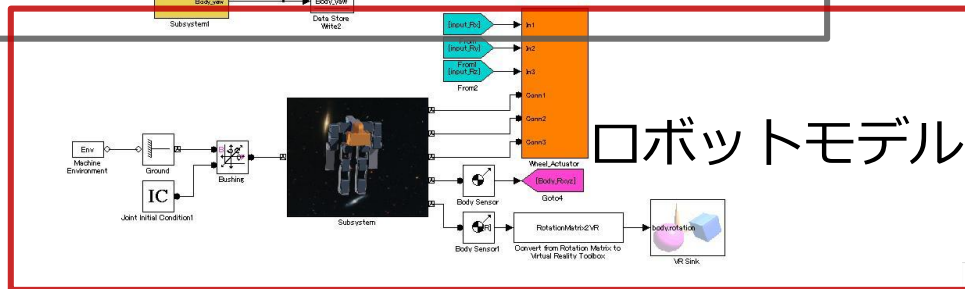 Body_yaw
Subsystem1
Body_yaw
Data Store
Write2
[input_Rx]
[input_Ry]
From1
[input_Rz]
From2
In1
In2
In3
Conn1
Conn2
Conn3
Wheel_Actuator
ロボットモデル
Env
Machine
Environment
Ground
B
Bushing
IC
Joint Initial Condition1
Subsystem
Body Sensor
[Body_Rxyz]
Goto4
Body Sensor1
RotationMatrix2VR
Convert from Rotation Matrix to
Virtual Reality Toolbox
body.rotation
VR Sink